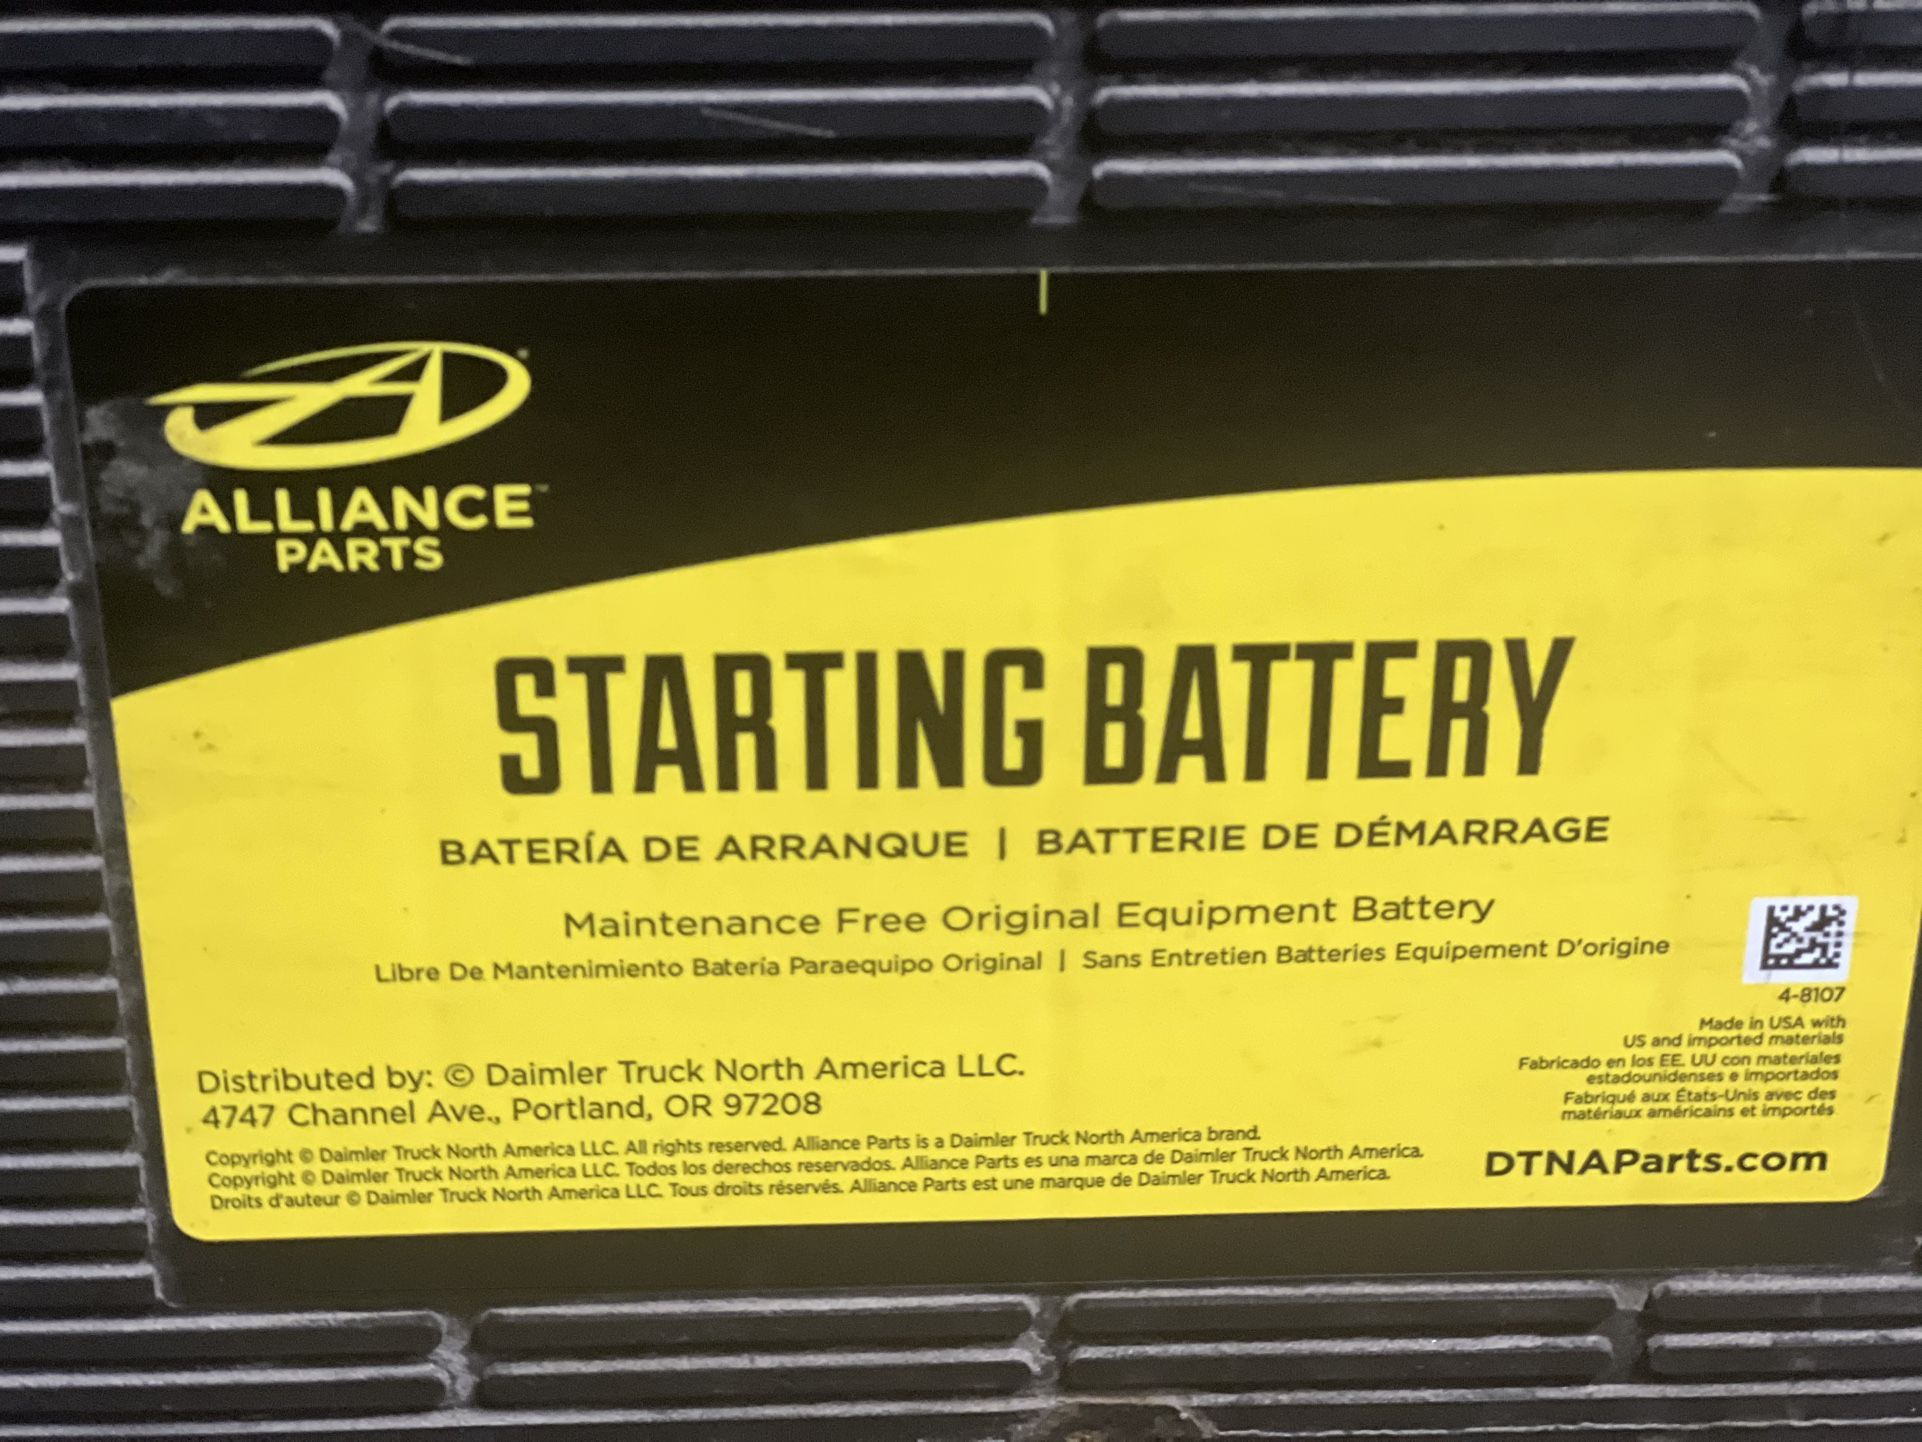 ALLIANCE™
PARTS
STARTING BATTERY
BATERÍA DE ARRANQUE | BATTERIE DE DÉMARRAGE
Maintenance Free Original Equipment Battery
Libre De Mantenimiento Batería Paraequipo Original | Sans Entretien Batteries Equipement D'origine
4-8107
Made in USA with
US and imported materials
Fabricado en los EE. UU con materiales
estadounidenses e importados
Fabriqué aux États-Unis avec des
matériaux américains et importés
Distributed by: © Daimler Truck North America LLC.
4747 Channel Ave., Portland, OR 97208
Copyright © Daimler Truck North America LLC. All rights reserved. Alliance Parts is a Daimler Truck North America brand.
Copyright © Daimler Truck North America LLC. Todos los derechos reservados. Alliance Parts es una marca de Daimler Truck North America.
Droits d'auteur © Daimler Truck North America LLC. Tous droits réservés. Alliance Parts est une marque de Daimler Truck North America.
DTNAParts.com